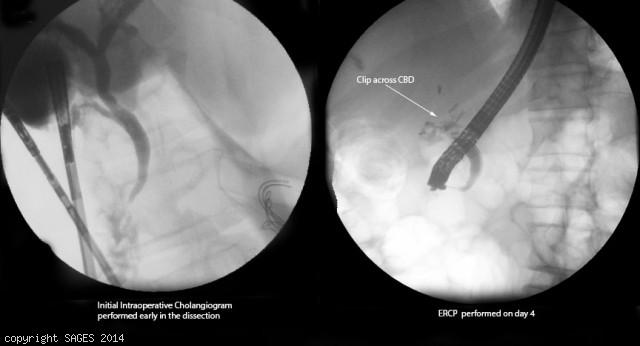 Clip across CBD
Initial Intraoperative Cholangiogram
performed early in the dissection
ERCP performed on day 4
copyright SAGES 2014